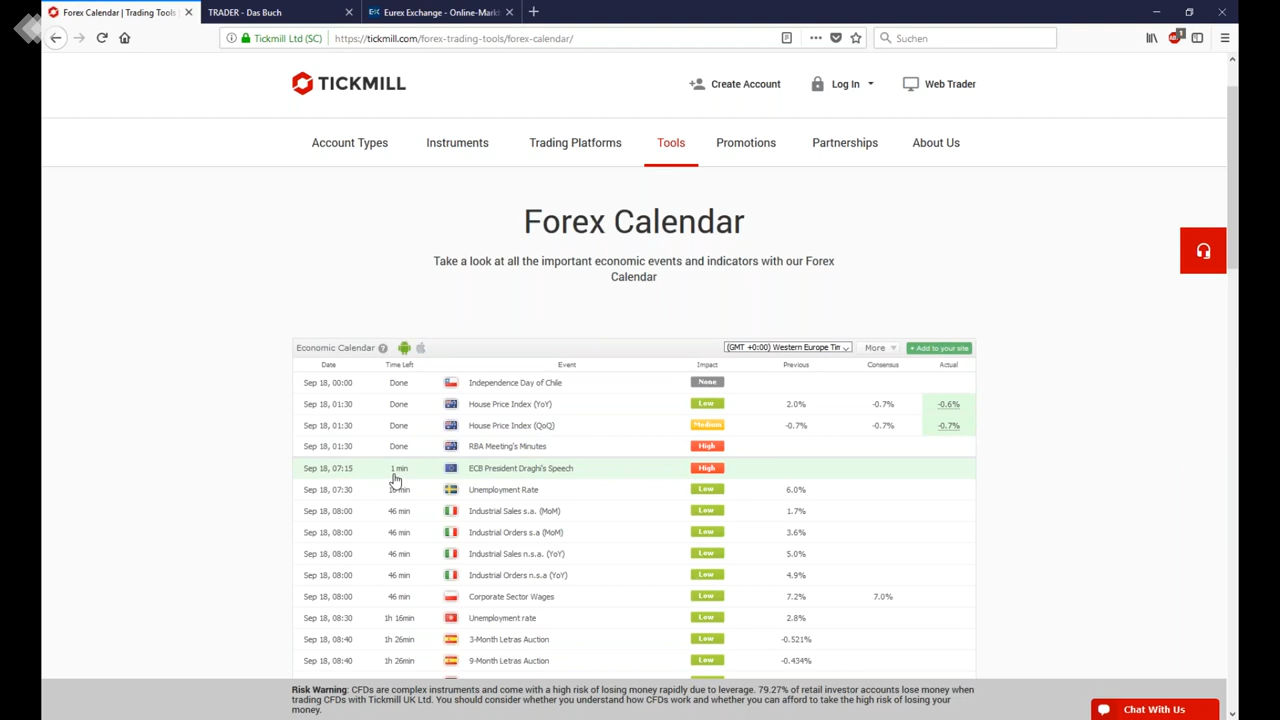 Forex Calendar | Trading Tools
TRADER - Das Buch
Eurex Exchange - Online-Markt
Tickmill Ltd (SC)
https://tickmill.com/forex-trading-tools/forex-calendar/
Suchen
1
TICKMILL
Create Account
Log In
Web Trader
Account Types
Instruments
Trading Platforms
Tools
Promotions
Partnerships
About Us
Forex Calendar
Take a look at all the important economic events and indicators with our Forex
Calendar
Economic Calendar
(GMT +0:00) Western Europe Tim
More
+ Add to your site
Date Time Left Event Impact Previous Consensus Actual
Sep 18, 00:00 Done Independence Day of Chile None
Sep 18, 01:30 Done House Price Index (YoY) Low 2.0% -0.7% -0.6%
Sep 18, 01:30 Done House Price Index (QoQ) Medium -0.7% -0.7% -0.7%
Sep 18, 01:30 Done RBA Meeting's Minutes High
Sep 18, 07:15 1 min ECB President Draghi's Speech High
Sep 18, 07:30 min Unemployment Rate Low 6.0%
Sep 18, 08:00 46 min Industrial Sales s.a. (MoM) Low 1.7%
Sep 18, 08:00 46 min Industrial Orders s.a (MoM) Low 3.6%
Sep 18, 08:00 46 min Industrial Sales n.s.a. (YoY) Low 5.0%
Sep 18, 08:00 46 min Industrial Orders n.s.a (YoY) Low 4.9%
Sep 18, 08:00 46 min Corporate Sector Wages Low 7.2% 7.0%
Sep 18, 08:30 1h 16min Unemployment rate Low 2.8%
Sep 18, 08:40 1h 26min 3-Month Letras Auction Low -0.521%
Sep 18, 08:40 1h 26min 9-Month Letras Auction Low -0.434%
Risk Warning: CFDs are complex instruments and come with a high risk of losing money rapidly due to leverage. 79.27% of retail investor accounts lose money when
trading CFDs with Tickmill UK Ltd. You should consider whether you understand how CFDs work and whether you can afford to take the high risk of losing your
money.
Chat With Us